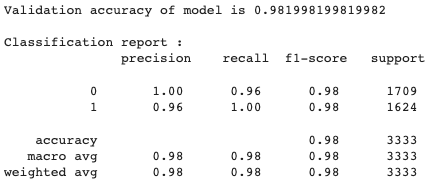 Validation accuracy of model is 0.981998199819982
Classification report :
precision recall f1-score support
0 1.00 0.96 0.98 1709
1 0.96 1.00 0.98 1624
accuracy 0.98 3333
macro avg 0.98 0.98 0.98 3333
weighted avg 0.98 0.98 0.98 3333